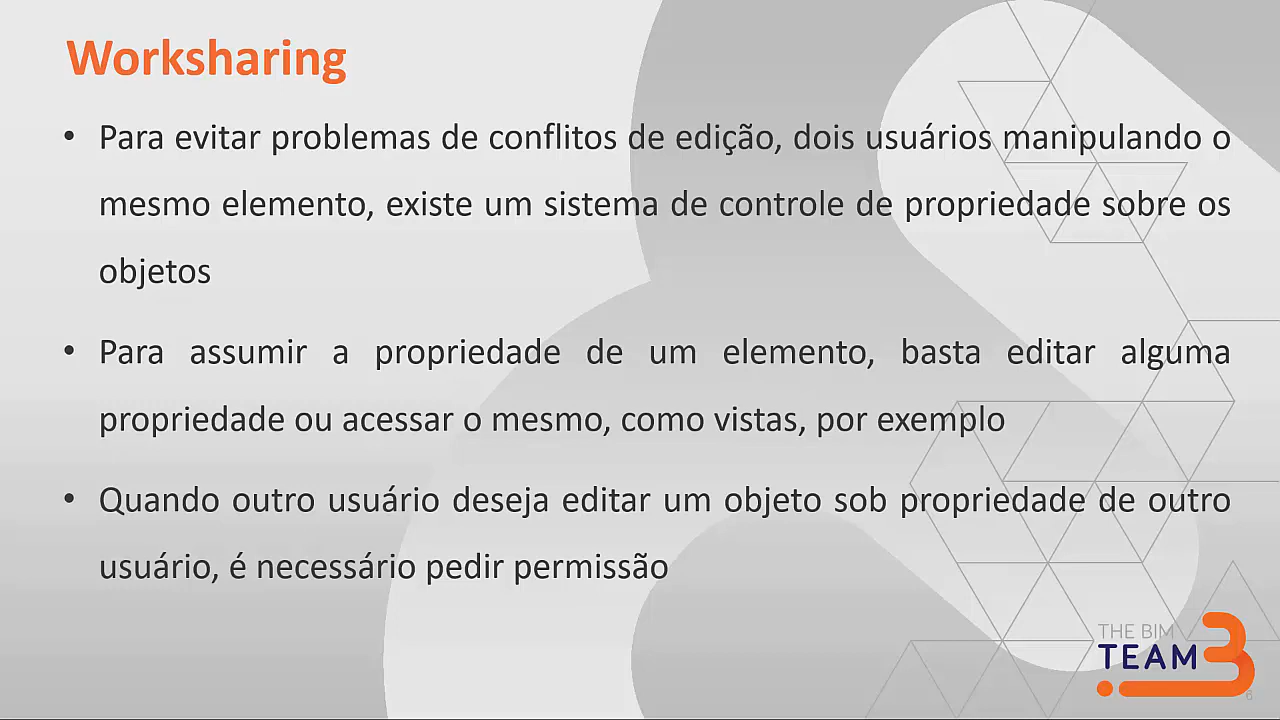 Worksharing
• Para evitar problemas de conflitos de edição, dois usuários manipulando o
mesmo elemento, existe um sistema de controle de propriedade sobre os
objetos
• Para assumir a propriedade de um elemento, basta editar alguma
propriedade ou acessar o mesmo, como vistas, por exemplo
• Quando outro usuário deseja editar um objeto sob propriedade de outro
usuário, é necessário pedir permissão
THE BIM
TEAM
6